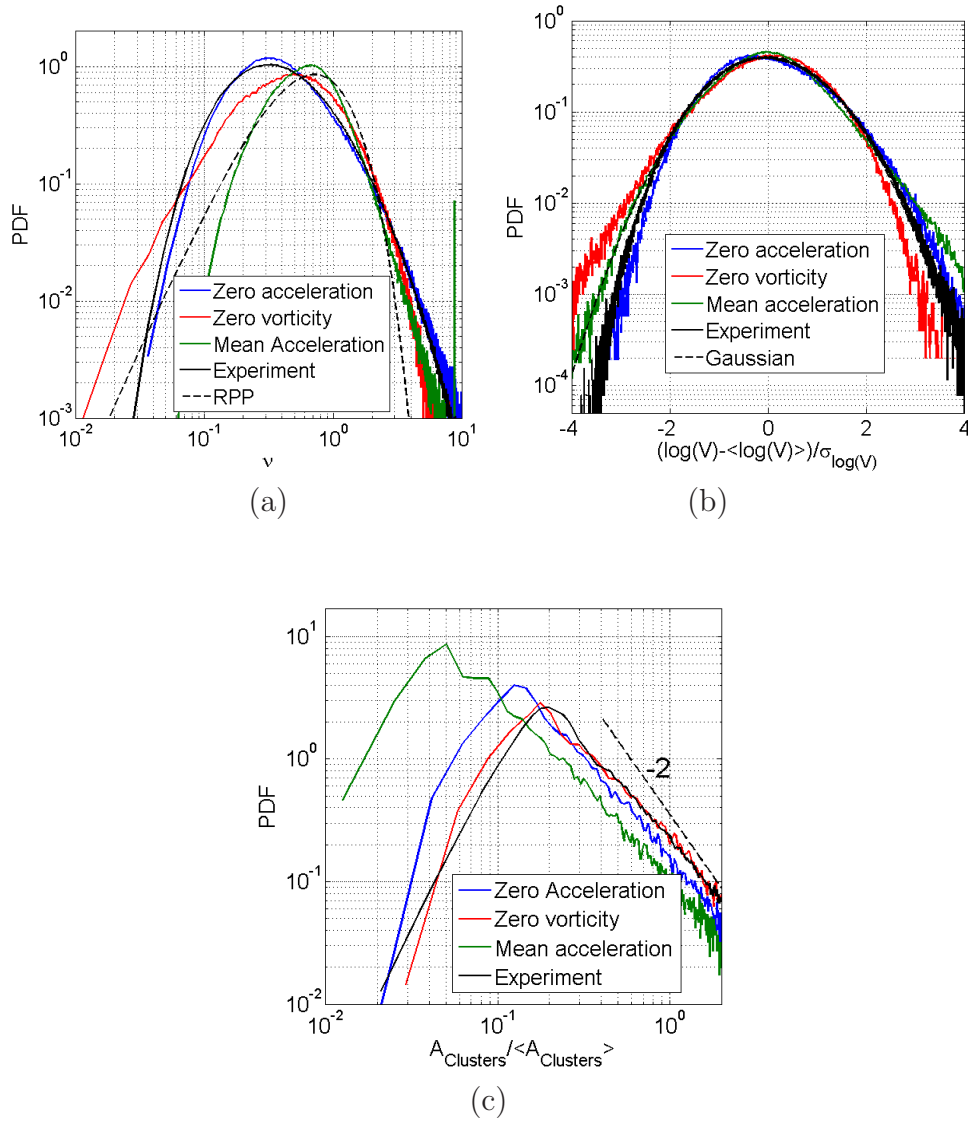 10^1
10^0
10^-1
10^-2
10^-3
PDF
10^-2
10^-1
10^0
10^1
ν
Zero acceleration
Zero vorticity
Mean Acceleration
Experiment
RPP
(a)
10^0
10^-1
10^-2
10^-3
10^-4
PDF
-4
-2
0
2
4
(log(V)-<log(V)>)/σ_log(V)
Zero acceleration
Zero vorticity
Mean acceleration
Experiment
Gaussian
(b)
10^1
10^0
10^-1
10^-2
PDF
10^-2
10^-1
10^0
A_Clusters/<A_Clusters>
-2
Zero Acceleration
Zero vorticity
Mean acceleration
Experiment
(c)